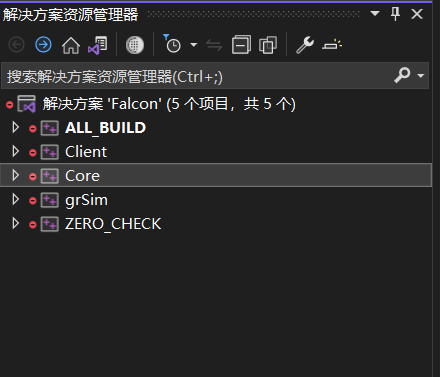 解决方案资源管理器
搜索解决方案资源管理器(Ctrl+;)
解决方案 'Falcon' (5 个项目，共 5 个)
ALL_BUILD
Client
Core
grSim
ZERO_CHECK